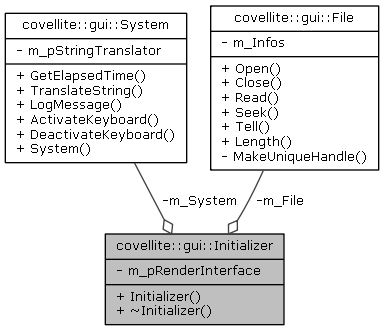 covellite::gui::System
- m_pStringTranslator
+ GetElapsedTime()
+ TranslateString()
+ LogMessage()
+ ActivateKeyboard()
+ DeactivateKeyboard()
+ System()
covellite::gui::File
- m_Infos
+ Open()
+ Close()
+ Read()
+ Seek()
+ Tell()
+ Length()
- MakeUniqueHandle()
-m_System
-m_File
covellite::gui::Initializer
- m_pRenderInterface
+ Initializer()
+ ~Initializer()